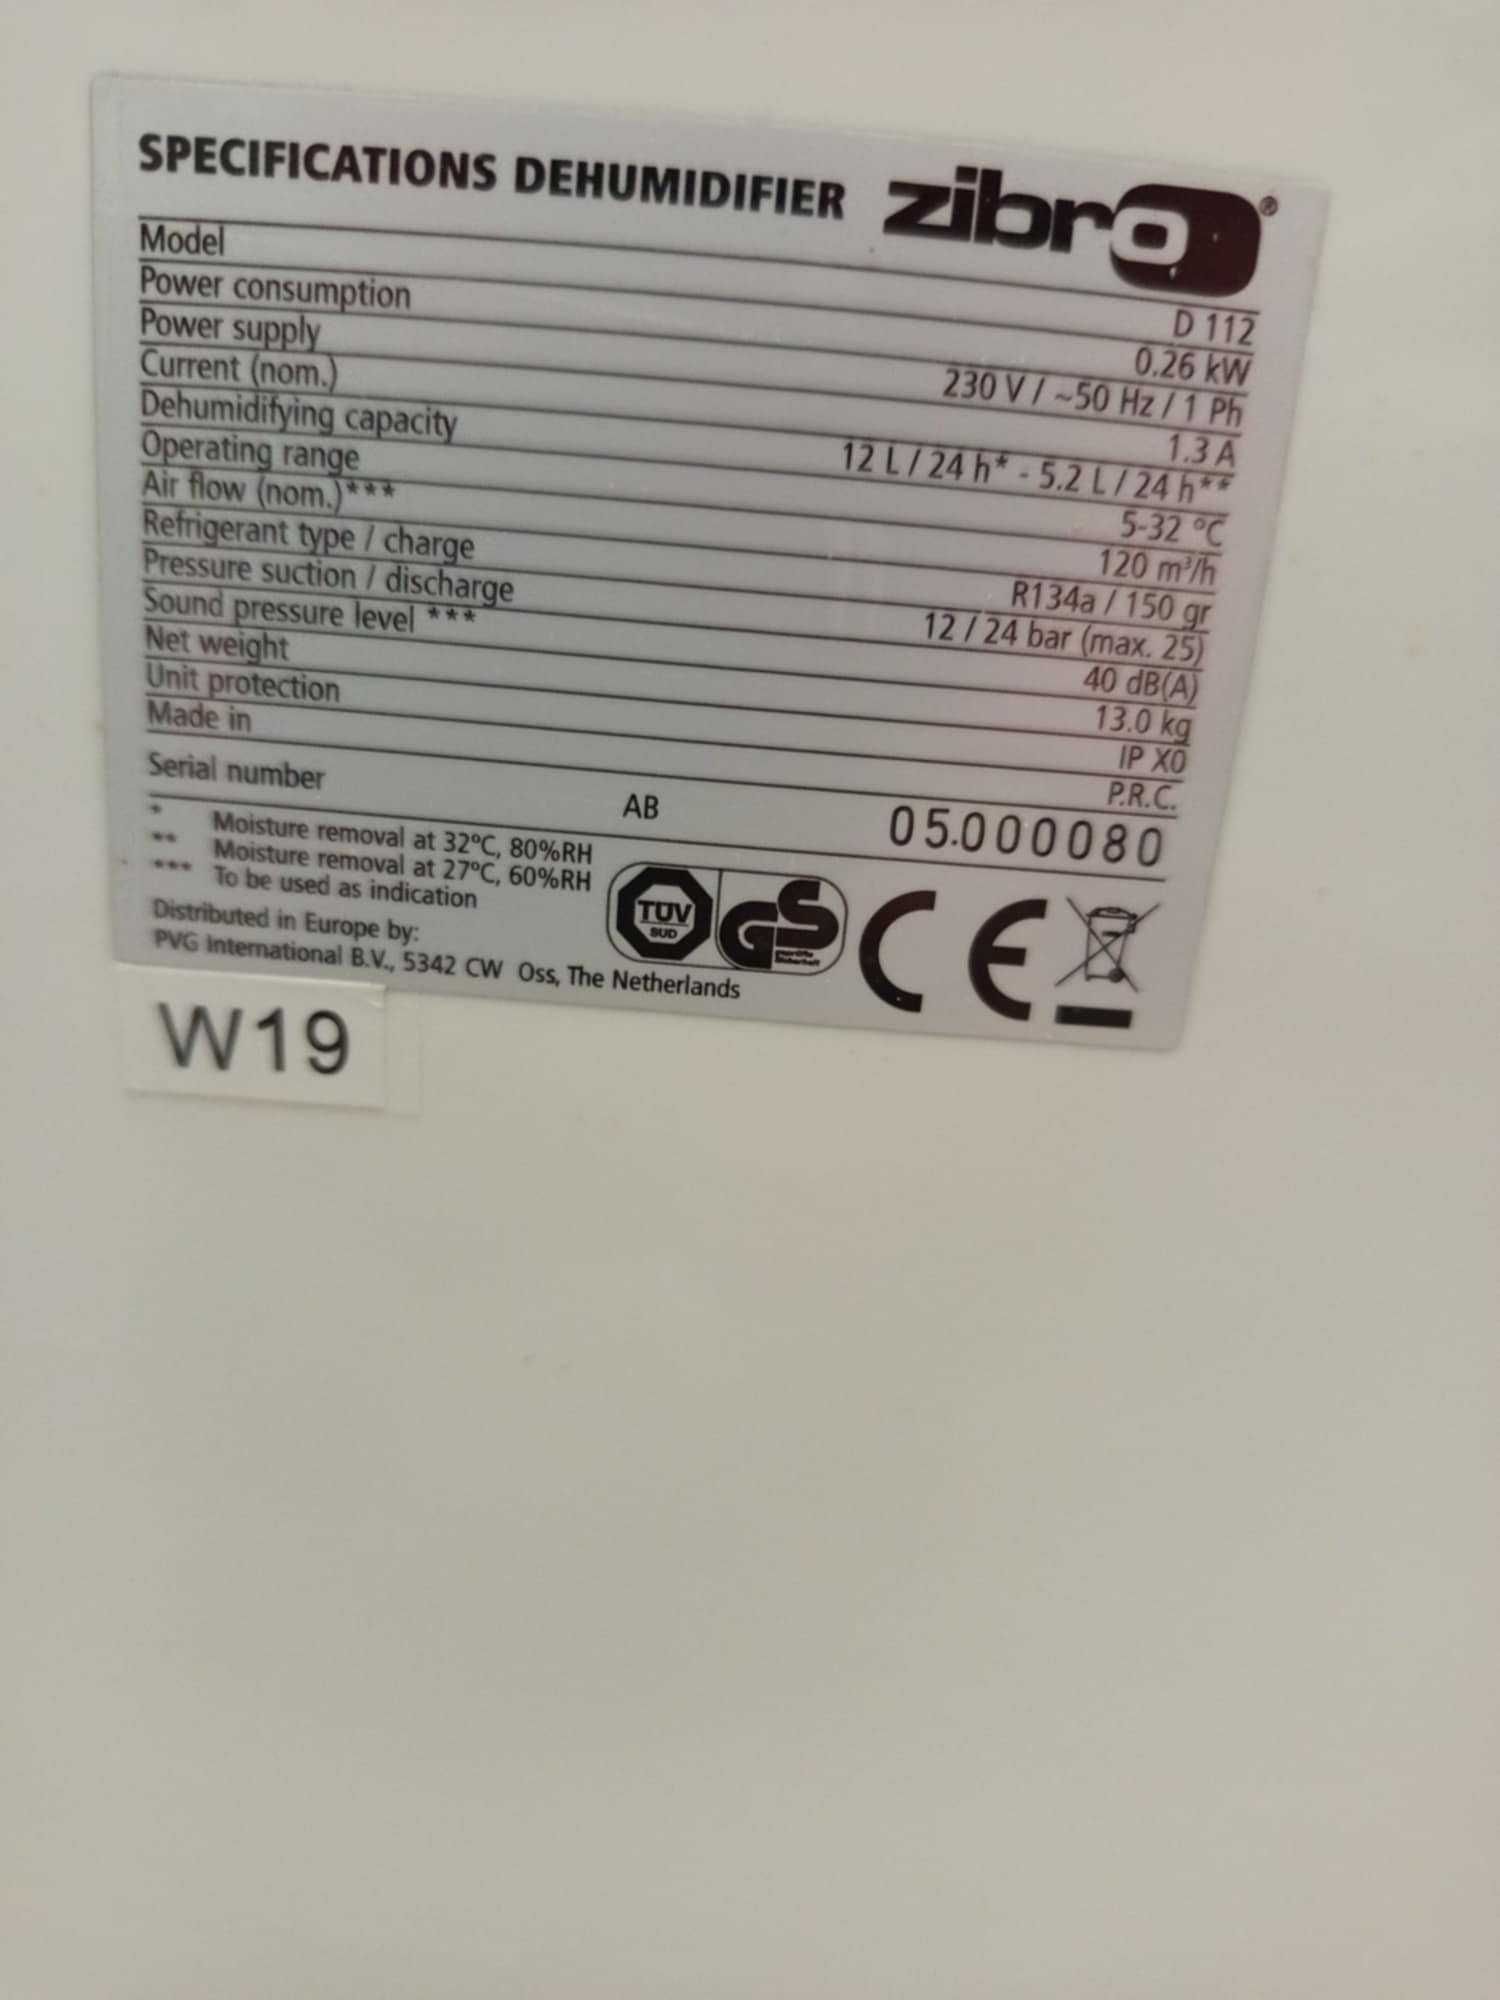 SPECIFICATIONS DEHUMIDIFIER zibro®
Model D 112
Power consumption 0.26 kW
Power supply 230 V / ~50 Hz / 1 Ph
Current (nom.) 1.3 A
Dehumidifying capacity 12 L / 24 h* - 5.2 L / 24 h**
Operating range 5-32 ºC
Air flow (nom.)*** 120 m³/h
Refrigerant type / charge R134a / 150 gr
Pressure suction / discharge 12 / 24 bar (max. 25)
Sound pressure level *** 40 dB(A)
Net weight 13.0 kg
Unit protection IP X0
Made in P.R.C.
Serial number AB 05.000080
* Moisture removal at 32ºC, 80%RH
** Moisture removal at 27ºC, 60%RH
*** To be used as indication
Distributed in Europe by:
PVG International B.V., 5342 CW Oss, The Netherlands
TÜV
SÜD
GS
geprüfte
Sicherheit
CE
W19